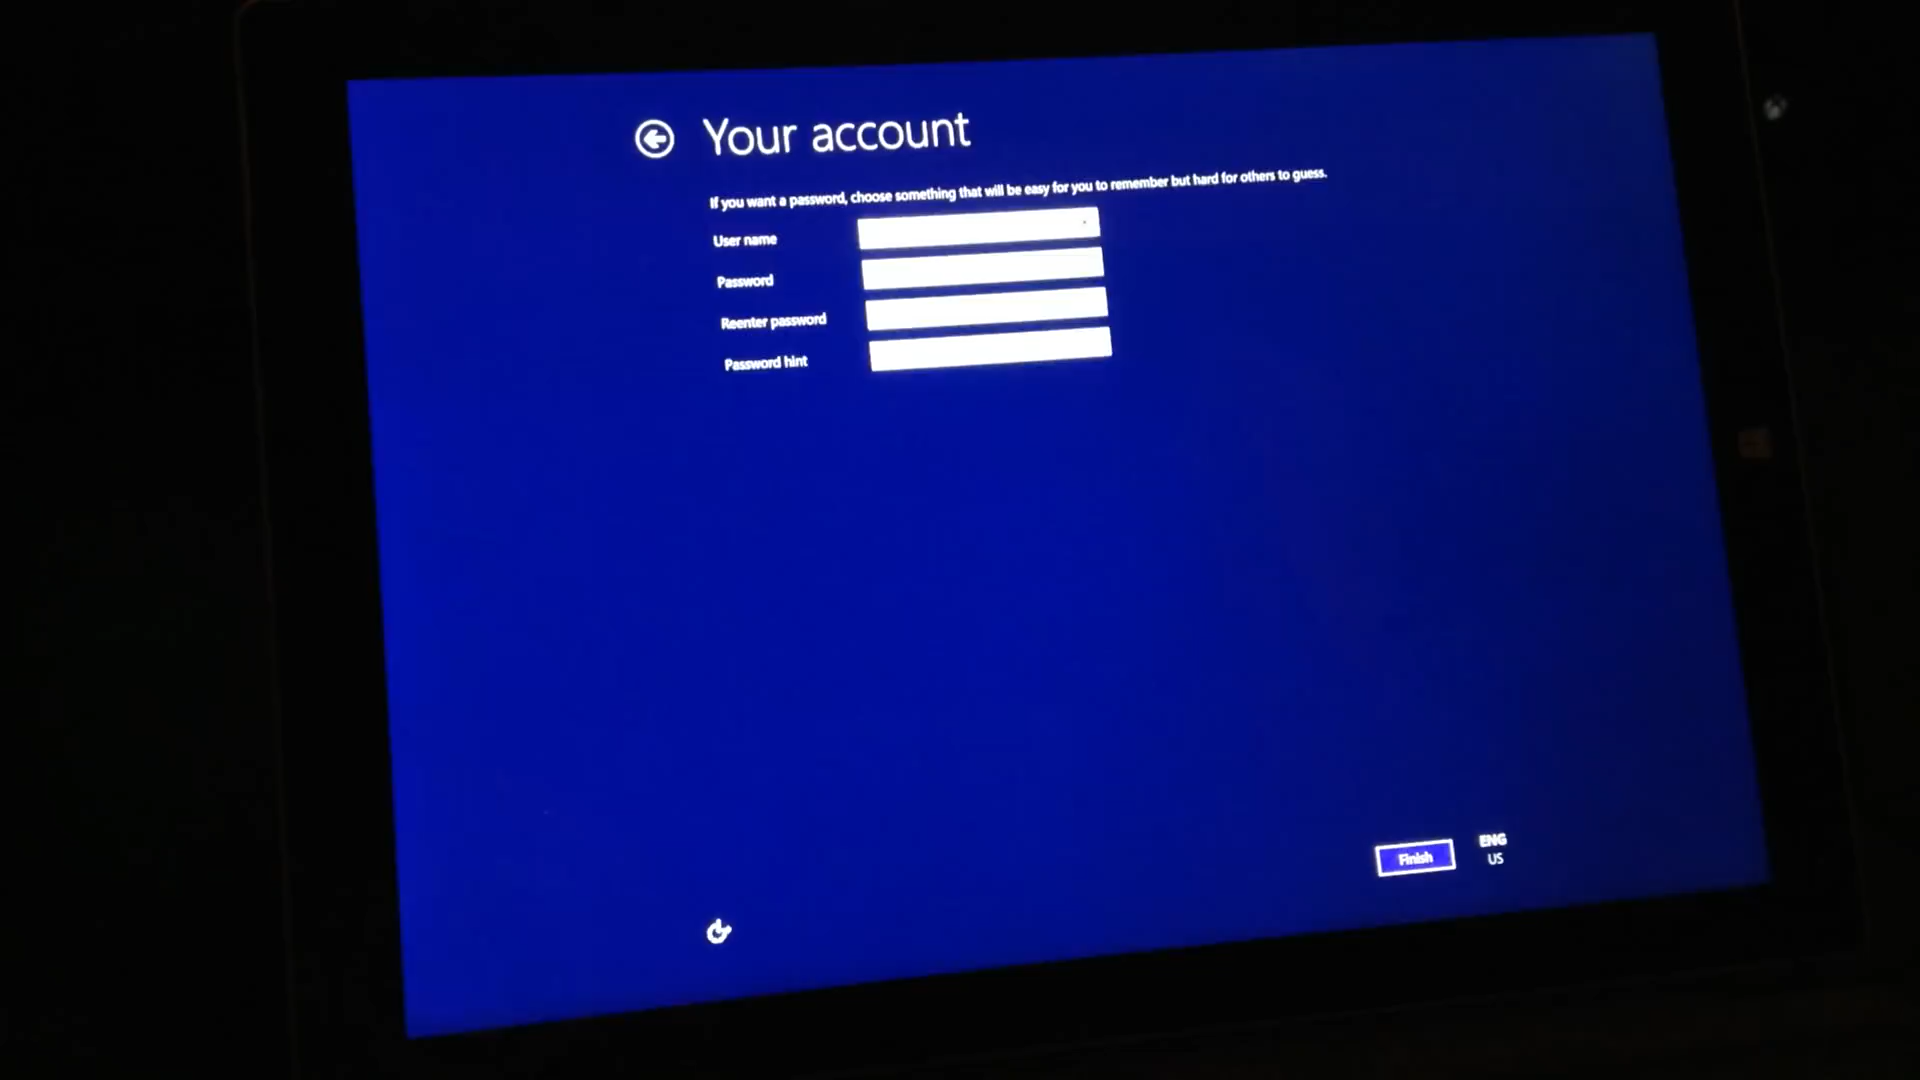 Your account
If you want a password, choose something that will be easy for you to remember but hard for others to guess.
User name
Password
Reenter password
Password hint
Finish
ENG
US